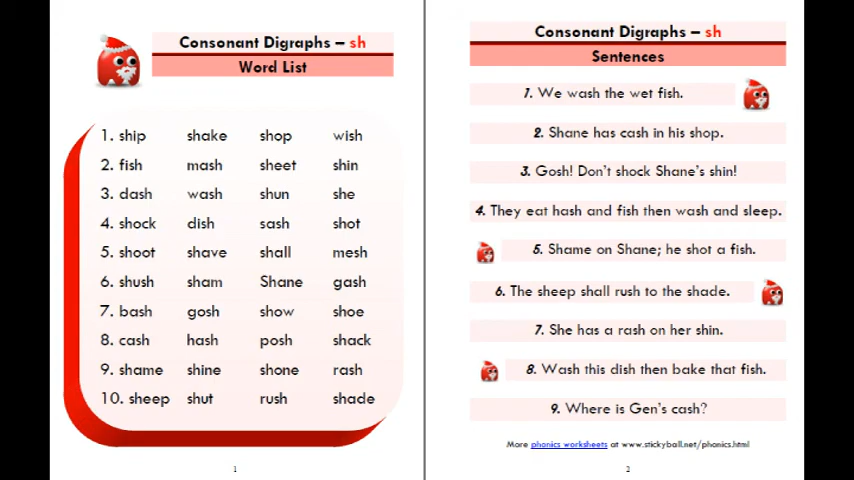 Consonant Digraphs – sh
Word List
1. ship shake shop wish
2. fish mash sheet shin
3. dash wash shun she
4. shock dish sash shot
5. shoot shave shall mesh
6. shush sham Shane gash
7. bash gosh show shoe
8. cash hash posh shack
9. shame shine shone rash
10. sheep shut rush shade
1
Consonant Digraphs – sh
Sentences
1. We wash the wet fish.
2. Shane has cash in his shop.
3. Gosh! Don't shock Shane's shin!
4. They eat hash and fish then wash and sleep.
5. Shame on Shane; he shot a fish.
6. The sheep shall rush to the shade.
7. She has a rash on her shin.
8. Wash this dish then bake that fish.
9. Where is Gen's cash?
More phonics worksheets at www.stickyball.net/phonics.html
2